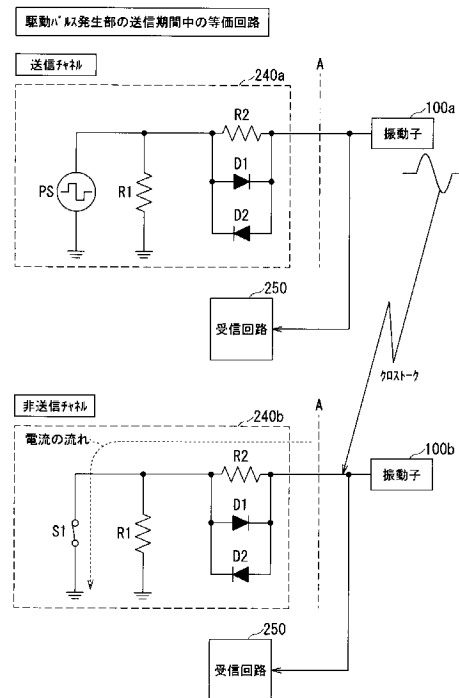 駆動ﾊﾟﾙｽ発生部の送信期間中の等価回路
送信ﾁｬﾈﾙ
240a
A
R2
100a
振動子
D1
PS
R1
D2
250
受信回路
ｸﾛｽﾄｰｸ
非送信ﾁｬﾈﾙ
240b
A
電流の流れ
R2
100b
振動子
D1
S1
R1
D2
250
受信回路